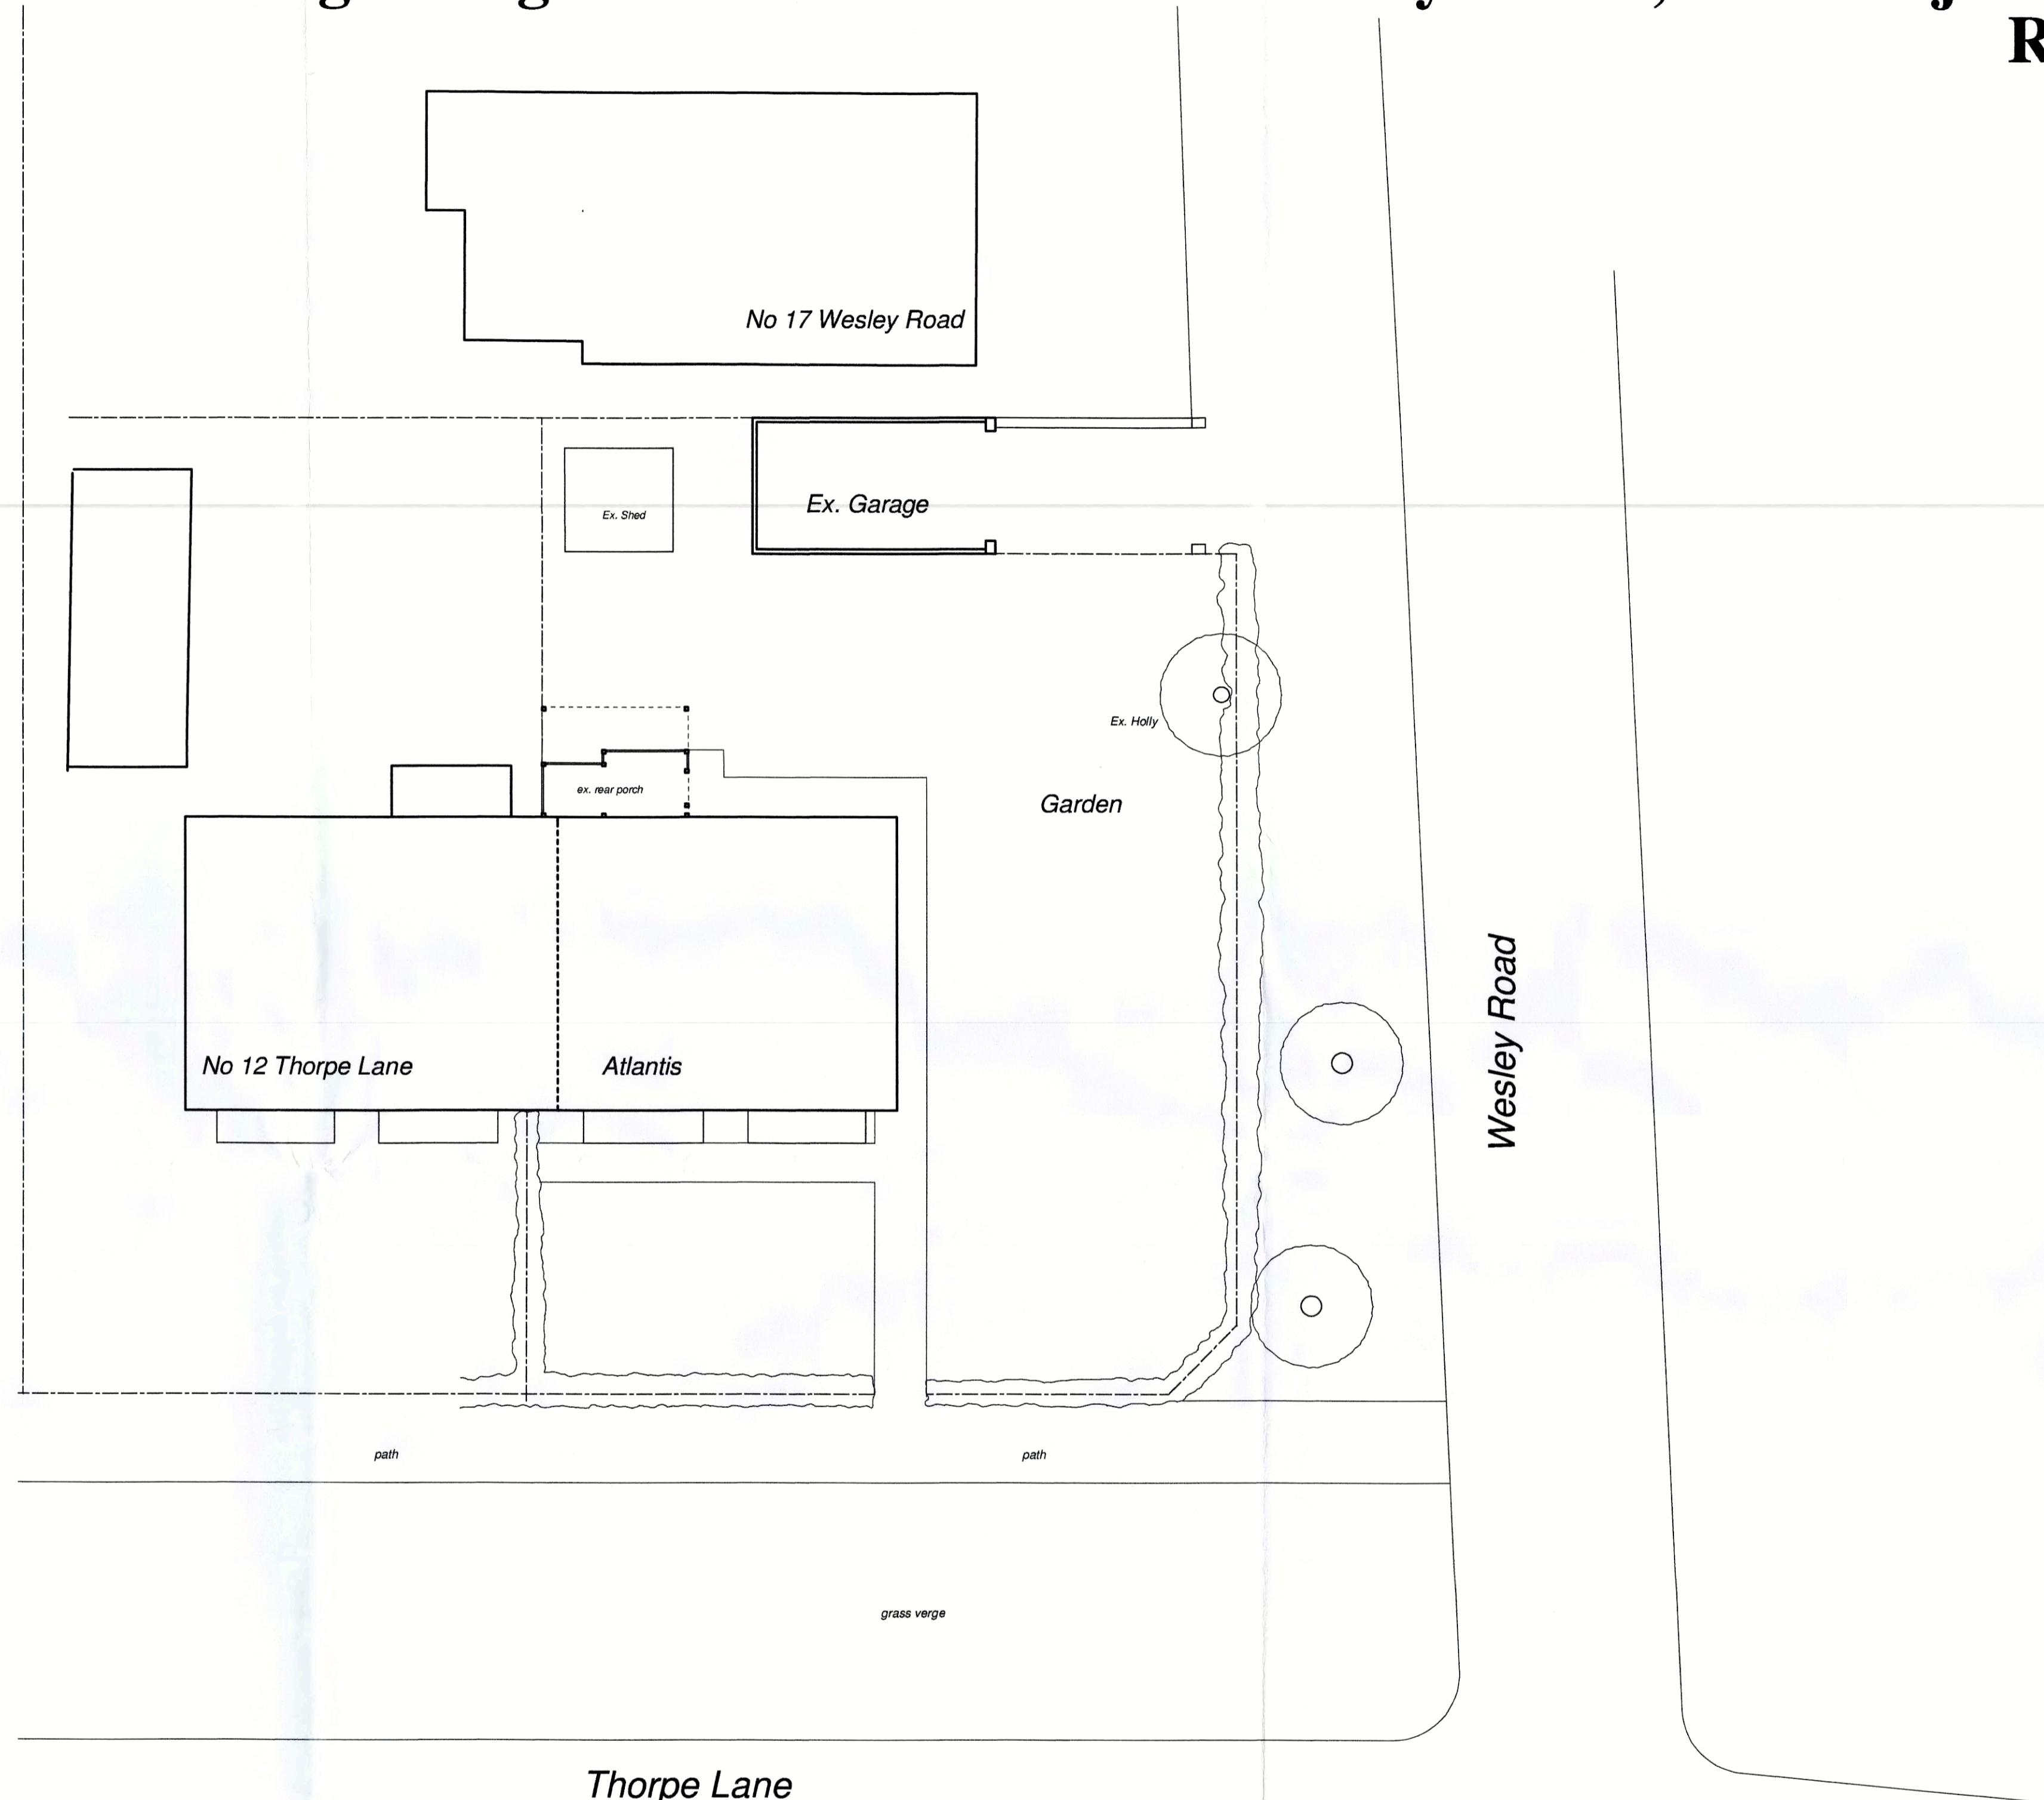 No 17 Wesley Road
Ex. Garage
Ex. Shed
Ex. Holly
ex. rear porch
Garden
Wesley Road
No 12 Thorpe Lane
Atlantis
path
path
grass verge
Thorpe Lane